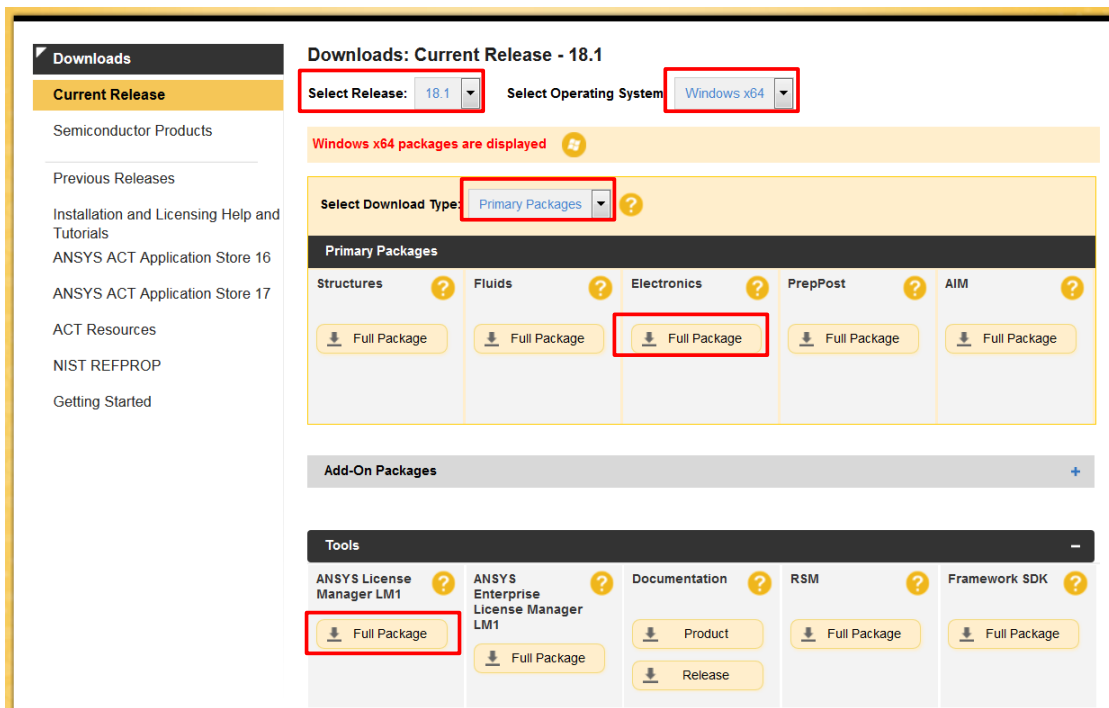 Downloads
Current Release
Semiconductor Products
Previous Releases
Installation and Licensing Help and
Tutorials
ANSYS ACT Application Store 16
ANSYS ACT Application Store 17
ACT Resources
NIST REFPROP
Getting Started
Downloads: Current Release - 18.1
Select Release: 18.1 Select Operating System Windows x64
Windows x64 packages are displayed
Select Download Type: Primary Packages ?
Primary Packages
Structures ? Fluids ? Electronics ? PrepPost ? AIM ?
Full Package Full Package Full Package Full Package Full Package
Add-On Packages +
Tools −
ANSYS License
Manager LM1 ?
Full Package
ANSYS
Enterprise
License Manager
LM1 ?
Full Package
Documentation ?
Product
Release
RSM ?
Full Package
Framework SDK ?
Full Package